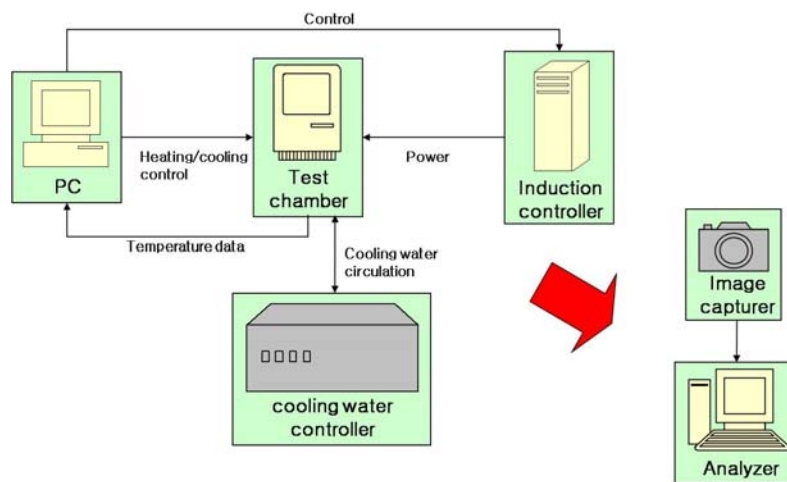 Control
PC
Heating/cooling
control
Test
chamber
Power
Induction
controller
Temperature data
Cooling water
circulation
cooling water
controller
Image
capturer
Analyzer